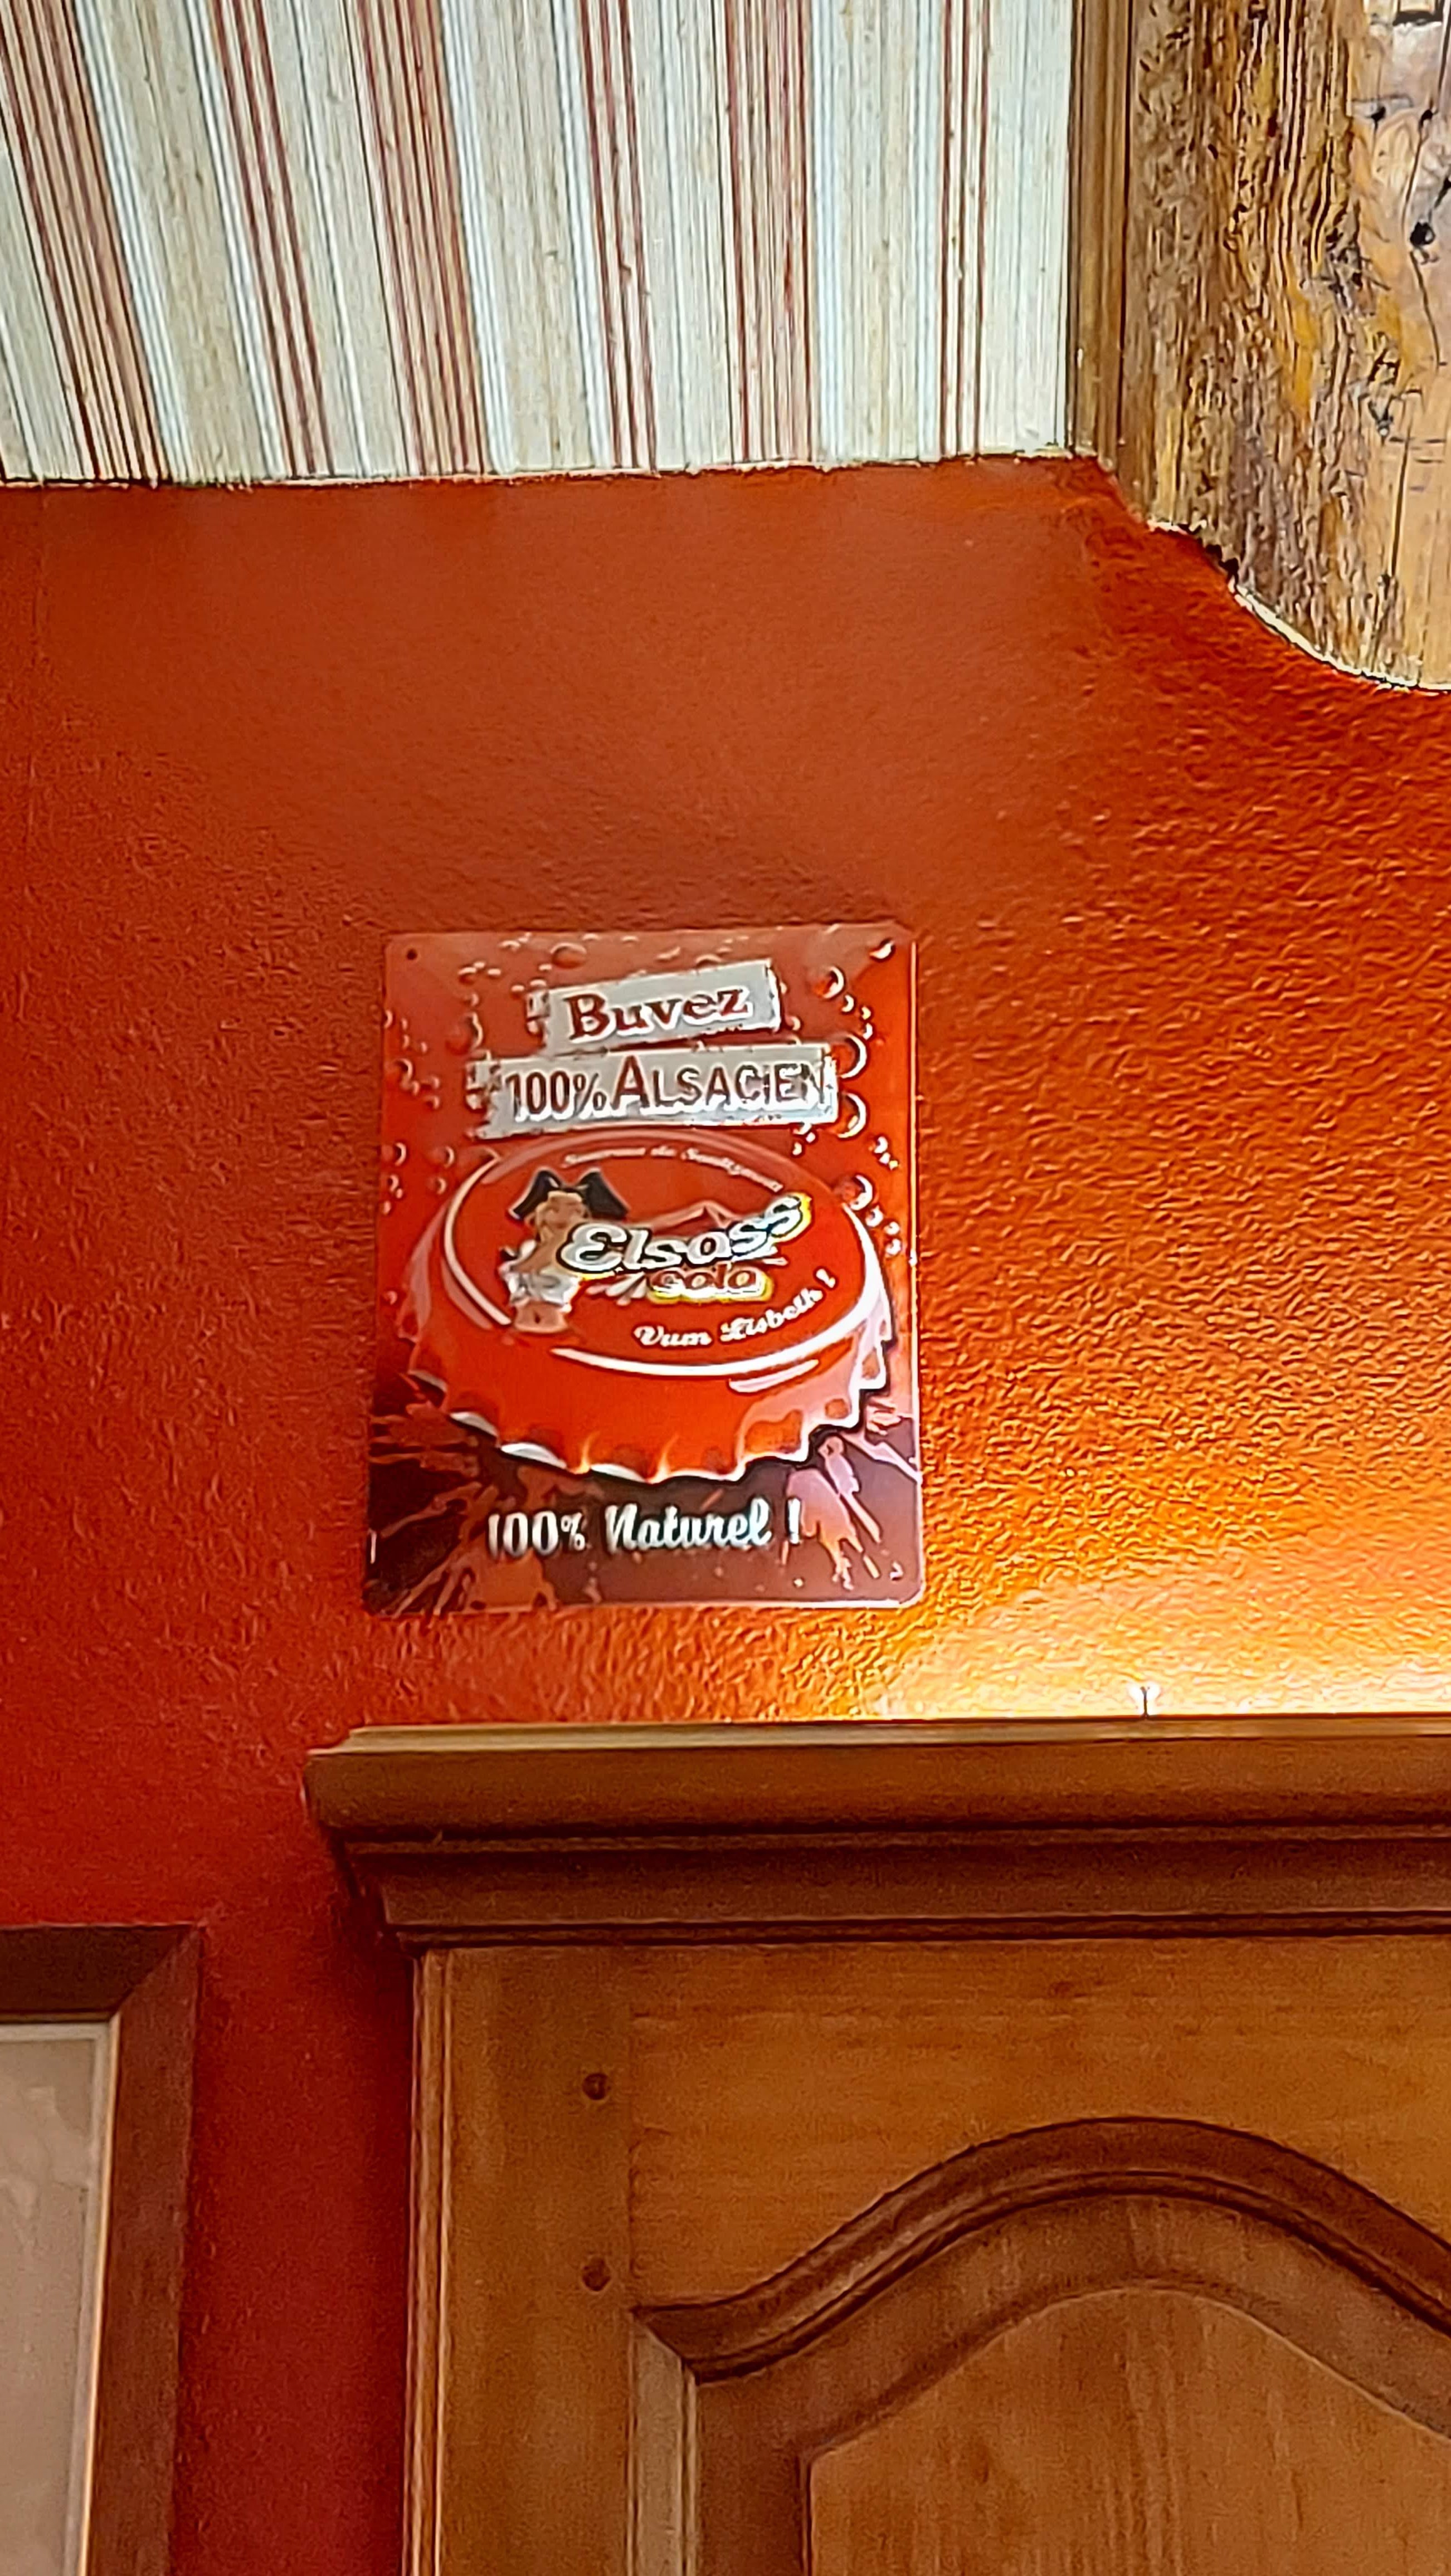 Buvez
100% ALSACIEN
Elsass
Cola
Vum Lisbeth !
100% Naturel !